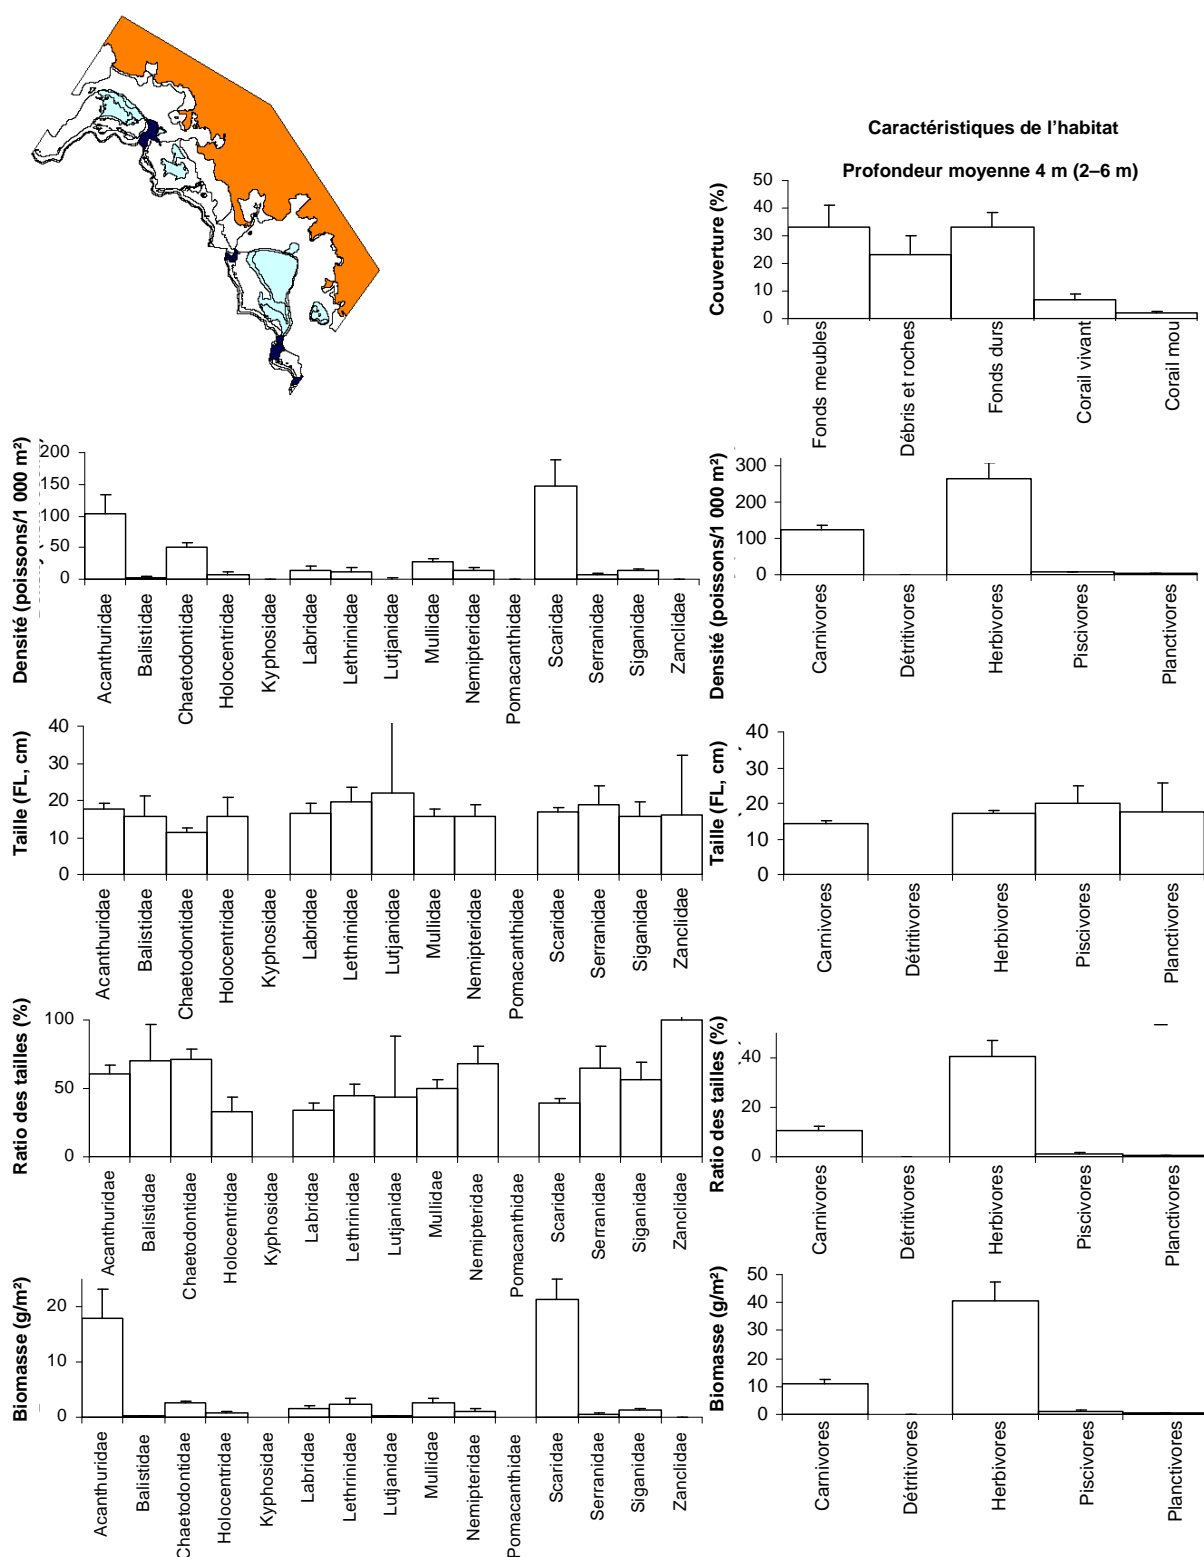 Caractéristiques de l'habitat
Profondeur moyenne 4 m (2–6 m)
Couverture (%)
50
40
30
20
10
0
Fonds meubles
Débris et roches
Fonds durs
Corail vivant
Corail mou
Densité (poissons/1 000 m²)
200
150
100
50
0
Acanthuridae
Balistidae
Chaetodontidae
Holocentridae
Kyphosidae
Labridae
Lethrinidae
Lutjanidae
Mullidae
Nemipteridae
Pomacanthidae
Scaridae
Serranidae
Siganidae
Zanclidae
Densité (poissons/1 000 m²)
300
200
100
0
Carnivores
Détritivores
Herbivores
Piscivores
Planctivores
Taille (FL, cm)
40
30
20
10
0
Acanthuridae
Balistidae
Chaetodontidae
Holocentridae
Kyphosidae
Labridae
Lethrinidae
Lutjanidae
Mullidae
Nemipteridae
Pomacanthidae
Scaridae
Serranidae
Siganidae
Zanclidae
Taille (FL, cm)
40
30
20
10
0
Carnivores
Détritivores
Herbivores
Piscivores
Planctivores
Ratio des tailles (%)
100
50
0
Acanthuridae
Balistidae
Chaetodontidae
Holocentridae
Kyphosidae
Labridae
Lethrinidae
Lutjanidae
Mullidae
Nemipteridae
Pomacanthidae
Scaridae
Serranidae
Siganidae
Zanclidae
Ratio des tailles (%)
40
20
0
Carnivores
Détritivores
Herbivores
Piscivores
Planctivores
Biomasse (g/m²)
20
10
0
Acanthuridae
Balistidae
Chaetodontidae
Holocentridae
Kyphosidae
Labridae
Lethrinidae
Lutjanidae
Mullidae
Nemipteridae
Pomacanthidae
Scaridae
Serranidae
Siganidae
Zanclidae
Biomasse (g/m²)
50
40
30
20
10
0
Carnivores
Détritivores
Herbivores
Piscivores
Planctivores